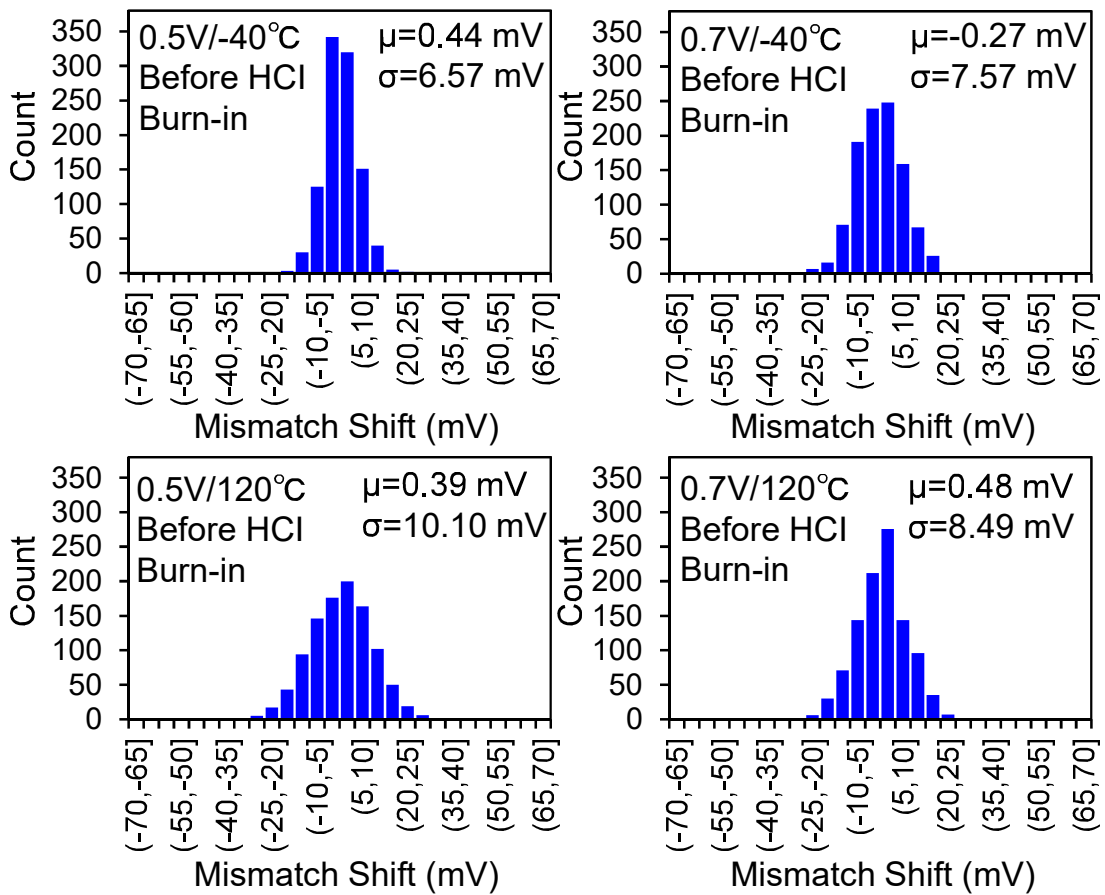 0.5V/-40℃
Before HCI
Burn-in
μ=0.44 mV
σ=6.57 mV
Count
350
300
250
200
150
100
50
0
(-70,-65]
(-55,-50]
(-40,-35]
(-25,-20]
(-10,-5]
(5,10]
(20,25]
(35,40]
(50,55]
(65,70]
Mismatch Shift (mV)
0.7V/-40℃
Before HCI
Burn-in
μ=-0.27 mV
σ=7.57 mV
Count
350
300
250
200
150
100
50
0
(-70,-65]
(-55,-50]
(-40,-35]
(-25,-20]
(-10,-5]
(5,10]
(20,25]
(35,40]
(50,55]
(65,70]
Mismatch Shift (mV)
0.5V/120℃
Before HCI
Burn-in
μ=0.39 mV
σ=10.10 mV
Count
350
300
250
200
150
100
50
0
(-70,-65]
(-55,-50]
(-40,-35]
(-25,-20]
(-10,-5]
(5,10]
(20,25]
(35,40]
(50,55]
(65,70]
Mismatch Shift (mV)
0.7V/120℃
Before HCI
Burn-in
μ=0.48 mV
σ=8.49 mV
Count
350
300
250
200
150
100
50
0
(-70,-65]
(-55,-50]
(-40,-35]
(-25,-20]
(-10,-5]
(5,10]
(20,25]
(35,40]
(50,55]
(65,70]
Mismatch Shift (mV)